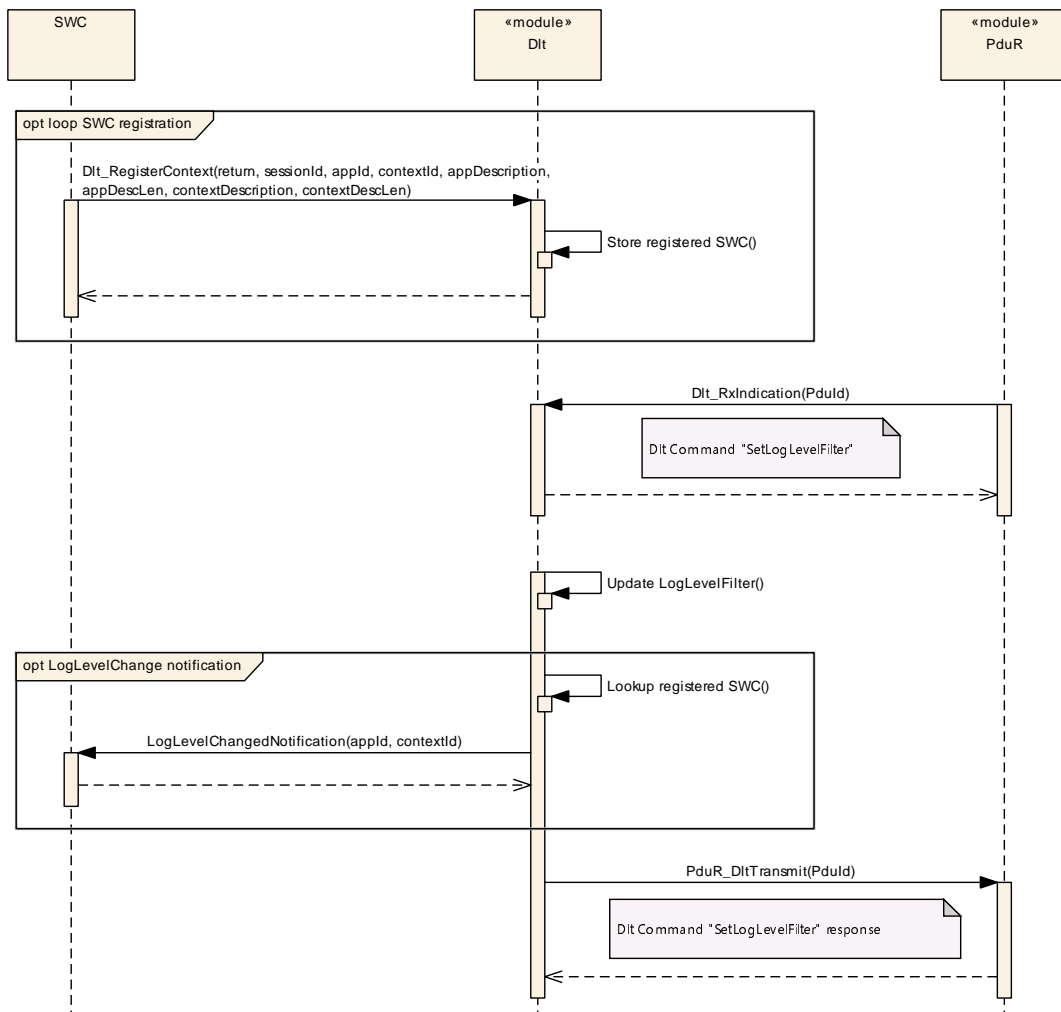 SWC
«module»
Dlt
«module»
PduR
opt loop SWC registration
Dlt_RegisterContext(return, sessionId, appId, contextId, appDescription,
appDescLen, contextDescription, contextDescLen)
Store registered SWC()
Dlt_RxIndication(PduId)
Dlt Command "SetLogLevelFilter"
Update LogLevelFilter()
opt LogLevelChange notification
Lookup registered SWC()
LogLevelChangedNotification(appId, contextId)
PduR_DltTransmit(PduId)
Dlt Command "SetLogLevelFilter" response